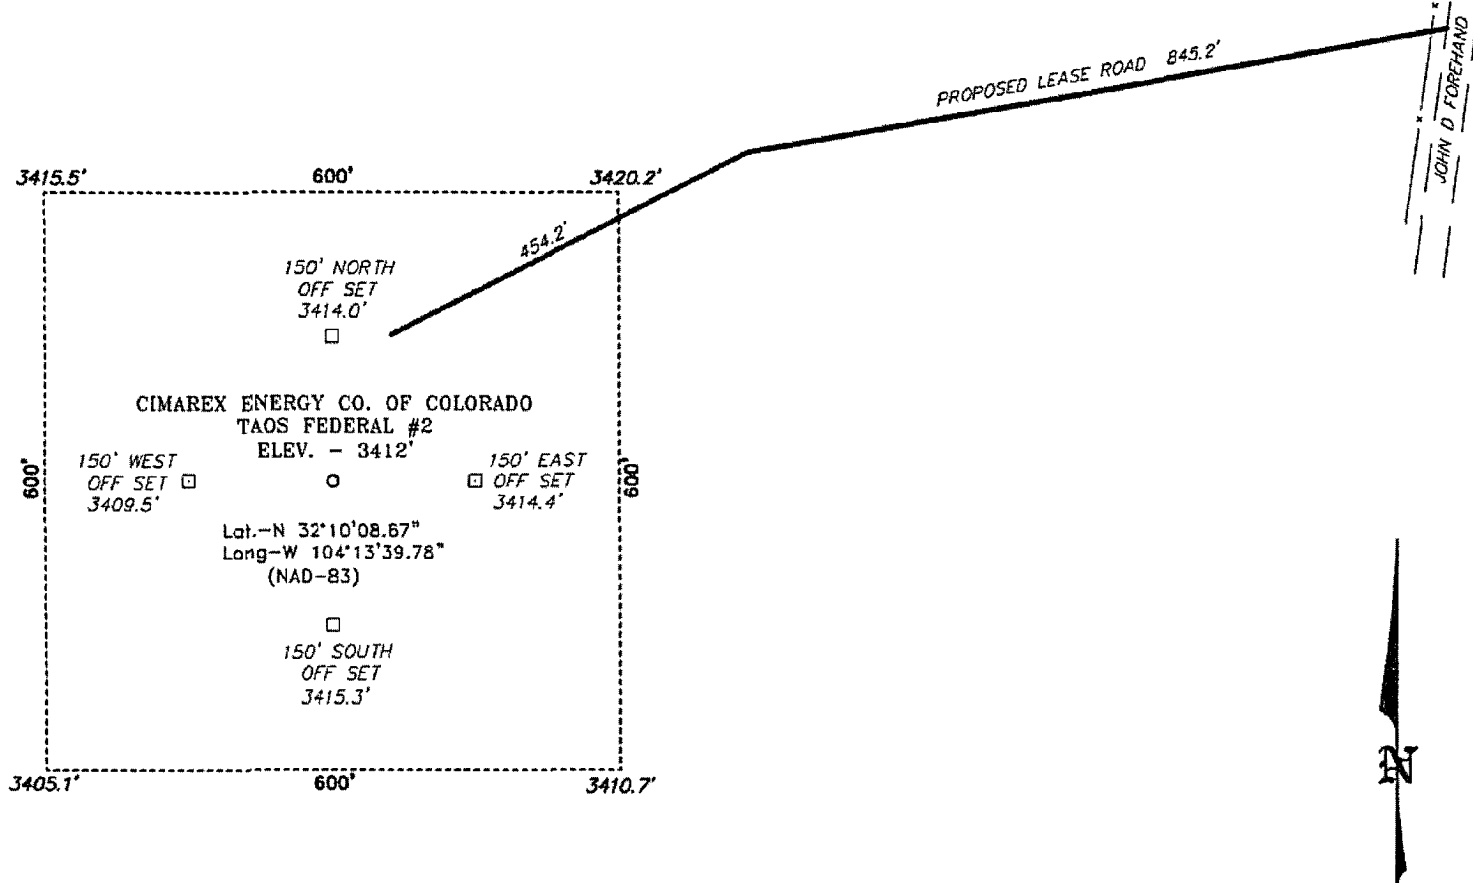 JOHN D FOREHAND
PROPOSED LEASE ROAD 845.2'
3415.5'
600'
3420.2'
454.2'
150' NORTH
OFF SET
3414.0'
CIMAREX ENERGY CO. OF COLORADO
TAOS FEDERAL #2
ELEV. - 3412'
600'
150' WEST
OFF SET
3409.5'
150' EAST
OFF SET
3414.4'
600'
Lat.-N 32°10'08.67"
Long-W 104°13'39.78"
(NAD-83)
150' SOUTH
OFF SET
3415.3'
3405.1'
600'
3410.7'
N